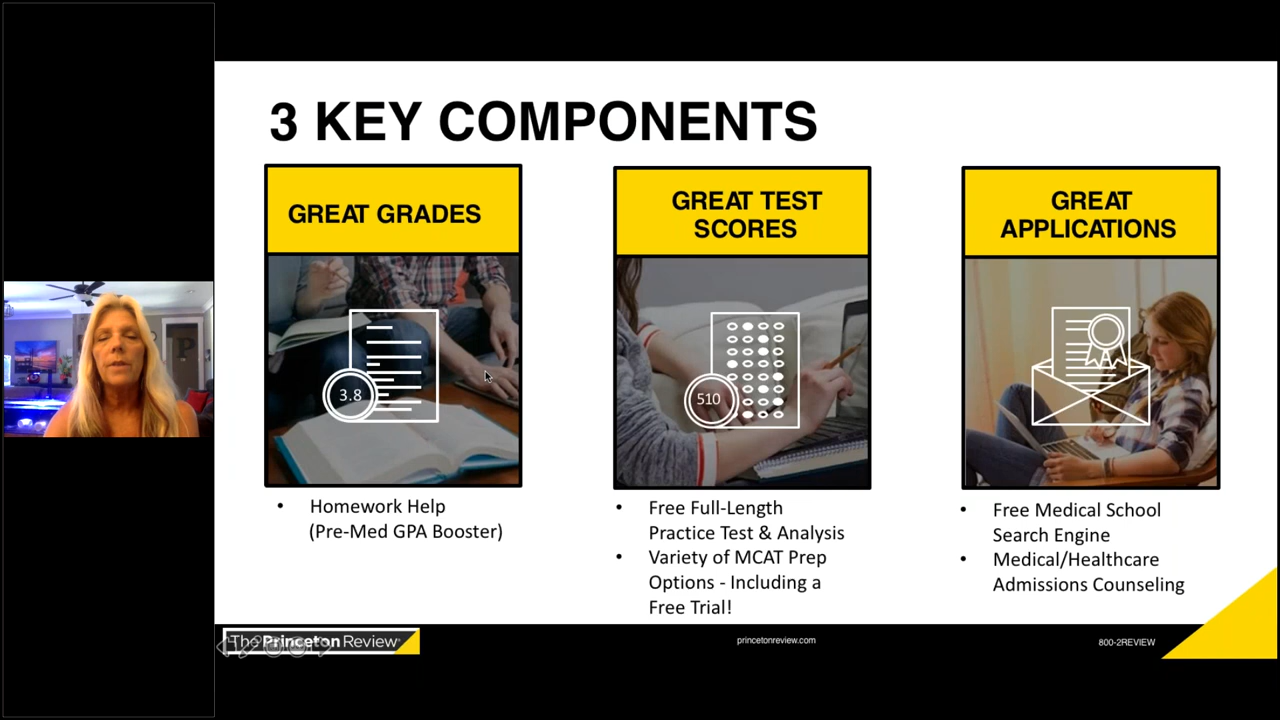 3 KEY COMPONENTS
GREAT GRADES
3.8
• Homework Help
(Pre-Med GPA Booster)
GREAT TEST
SCORES
510
• Free Full-Length
Practice Test & Analysis
• Variety of MCAT Prep
Options - Including a
Free Trial!
GREAT
APPLICATIONS
• Free Medical School
Search Engine
• Medical/Healthcare
Admissions Counseling
The Princeton Review
princetonreview.com
800-2REVIEW